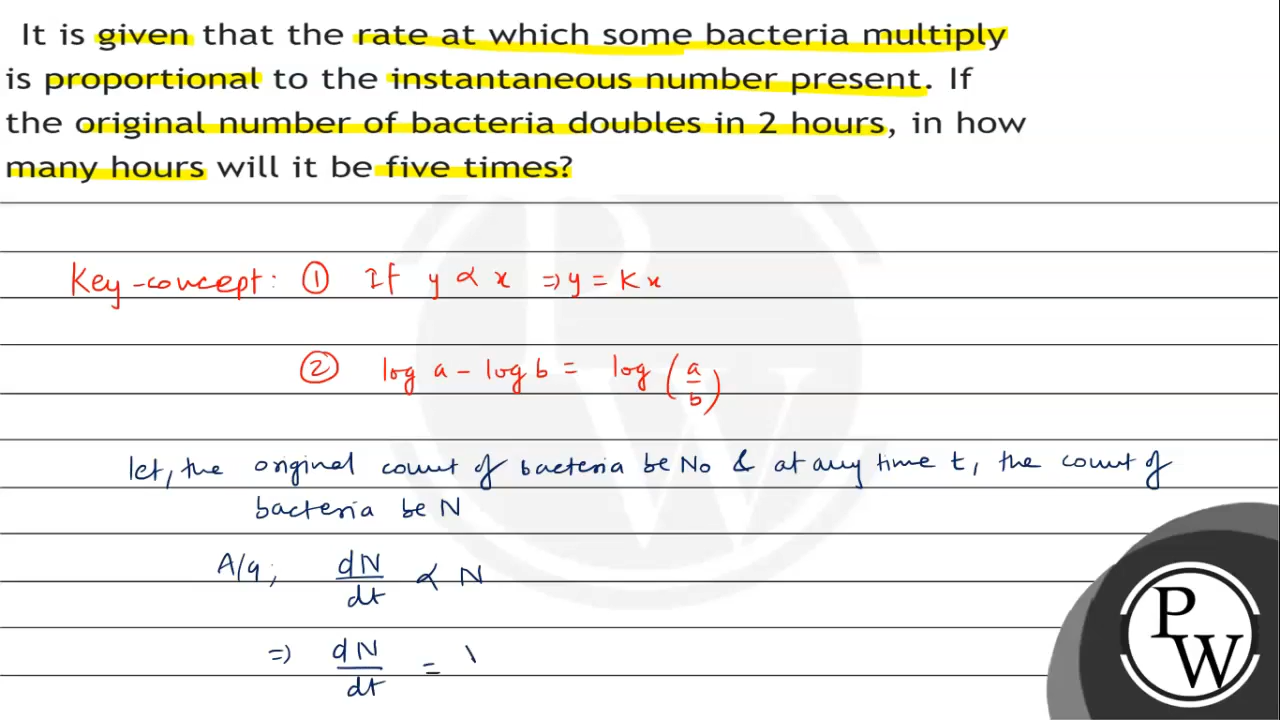 It is given that the rate at which some bacteria multiply
is proportional to the instantaneous number present. If
the original number of bacteria doubles in 2 hours, in how
many hours will it be five times?
Key-concept: ① If y ∝ x ⇒ y = Kx
② log a - log b = log (a/b)
let, the original count of bacteria be No & at any time t, the count of
bacteria be N
A/q; dN/dt ∝ N
⇒ dN/dt =
PW